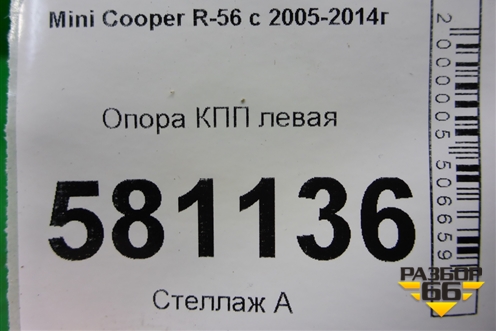 Mini Cooper R-56 с 2005-2014г
Опора КПП левая
581136
Стеллаж А
2000005506659
РАЗБОР
66